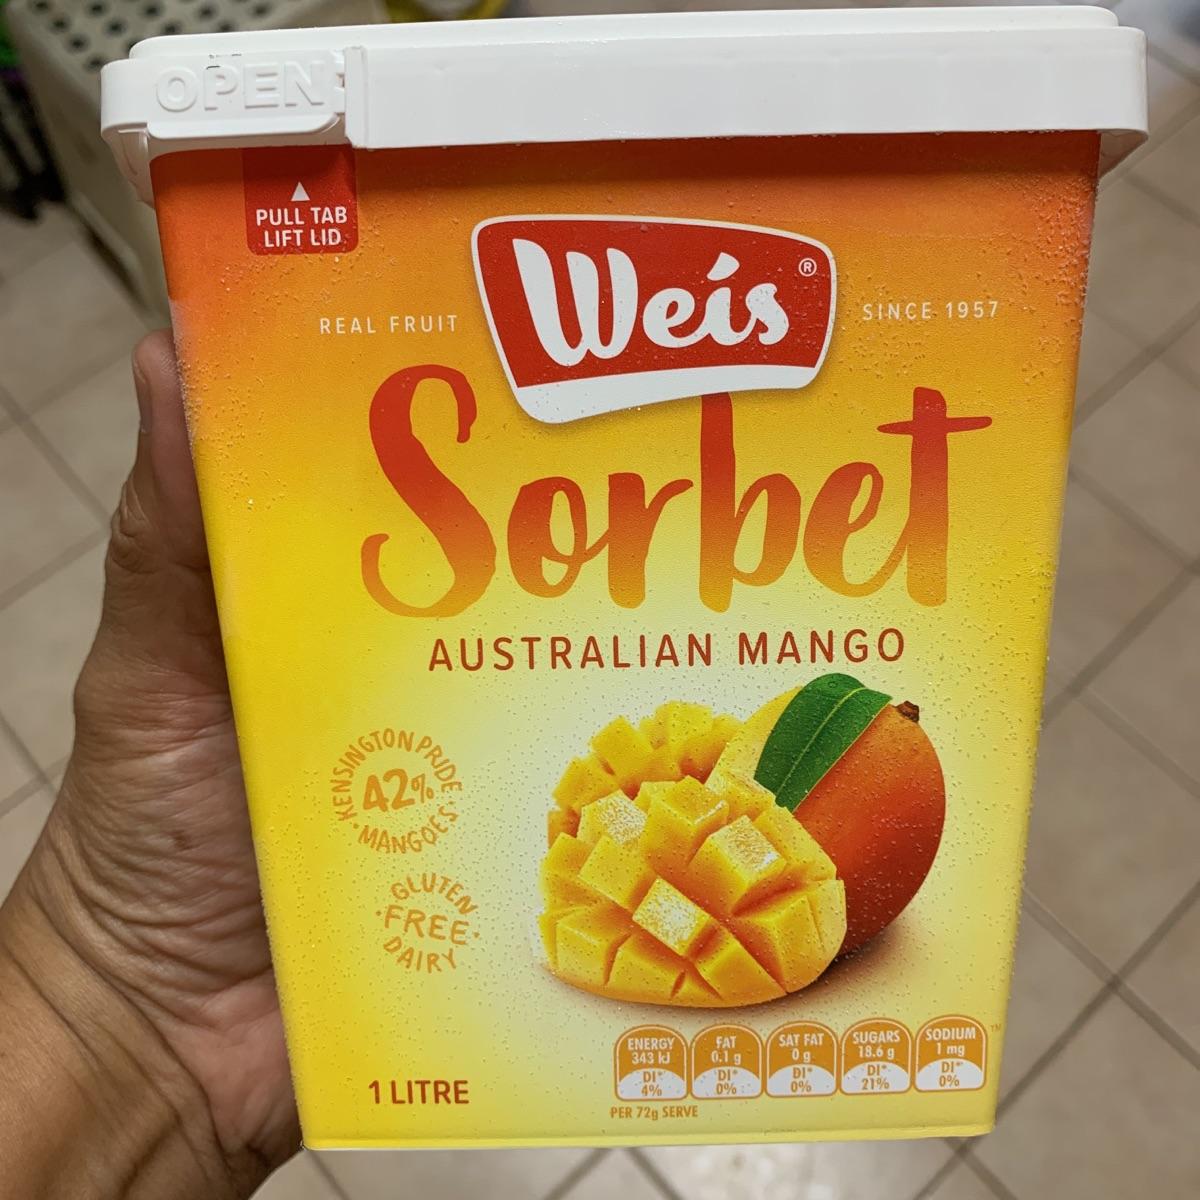 OPEN
PULL TAB
LIFT LID
Weis ®
REAL FRUIT
SINCE 1957
Sorbet
AUSTRALIAN MANGO
KENSINGTON PRIDE
42%
MANGOES
GLUTEN
FREE
DAIRY
1 LITRE
ENERGY
343 kJ
DI*
4%
FAT
0.1 g
DI*
0%
SAT FAT
0 g
DI*
0%
SUGARS
18.6 g
DI*
21%
SODIUM
1 mg
DI*
0%
TM
PER 72g SERVE